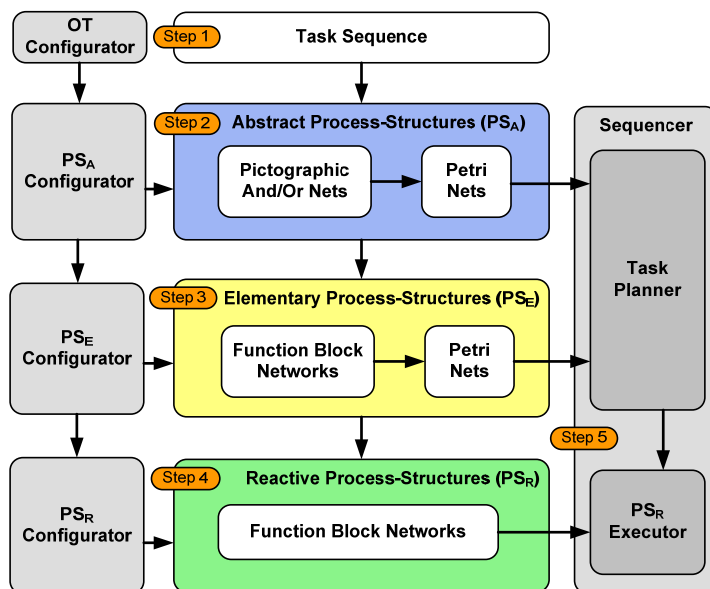 OT
Configurator
Step 1
Task Sequence
Step 2
Abstract Process-Structures (PSA)
Sequencer
PSA
Configurator
Pictographic
And/Or Nets
Petri
Nets
Task
Planner
Step 3
Elementary Process-Structures (PSE)
PSE
Configurator
Function Block
Networks
Petri
Nets
Step 5
Step 4
Reactive Process-Structures (PSR)
PSR
Configurator
Function Block Networks
PSR
Executor